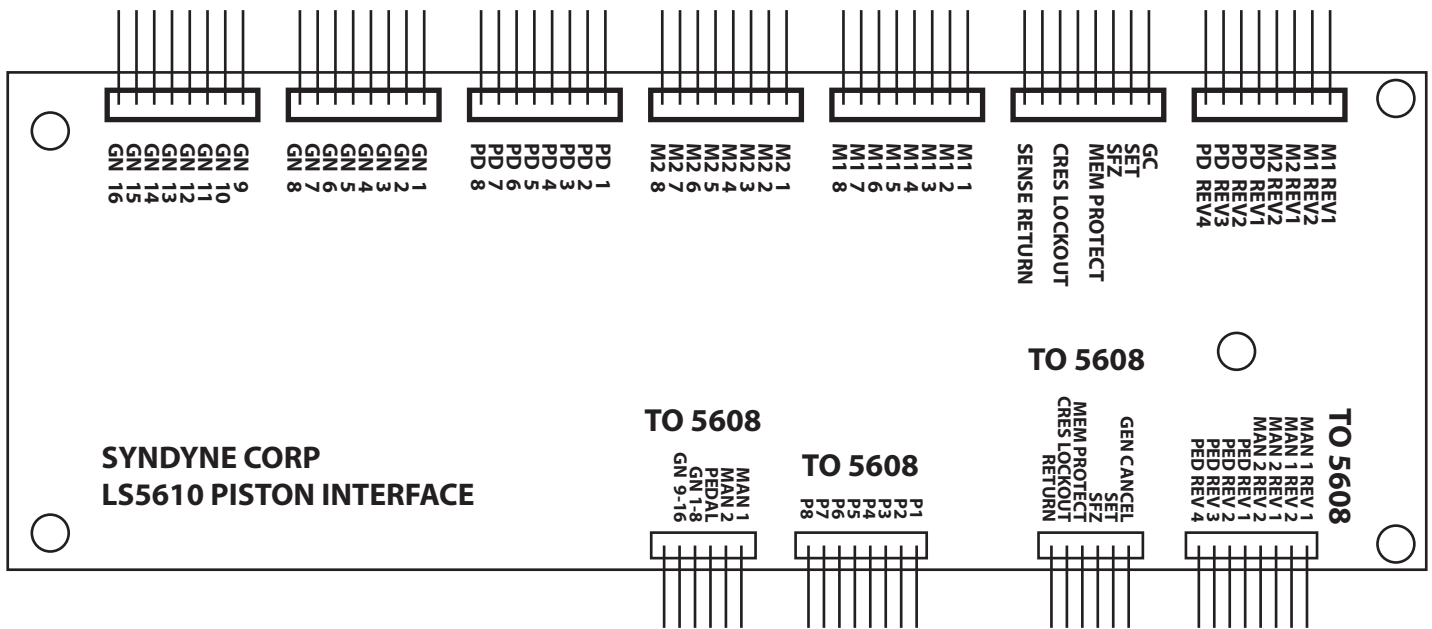 GN 16
GN 15
GN 14
GN 13
GN 12
GN 11
GN 10
GN 9
GN 8
GN 7
GN 6
GN 5
GN 4
GN 3
GN 2
GN 1
PD 8
PD 7
PD 6
PD 5
PD 4
PD 3
PD 2
PD 1
M2 8
M2 7
M2 6
M2 5
M2 4
M2 3
M2 2
M2 1
M1 8
M1 7
M1 6
M1 5
M1 4
M1 3
M1 2
M1 1
SENSE RETURN
CRES LOCKOUT
MEM PROTECT
SFZ
SET
GC
PD REV4
PD REV3
PD REV2
PD REV1
M2 REV2
M2 REV1
M1 REV2
M1 REV1
SYNDYNE CORP
LS5610 PISTON INTERFACE
TO 5608
GN 9-16
GN 1-8
PEDAL
MAN 2
MAN 1
TO 5608
P8
P7
P6
P5
P4
P3
P2
P1
TO 5608
RETURN
CRES LOCKOUT
MEM PROTECT
SFZ
SET
GEN CANCEL
PED REV 4
PED REV 3
PED REV 2
PED REV 1
MAN 2 REV 2
MAN 2 REV 1
MAN 1 REV 2
MAN 1 REV 1
TO 5608